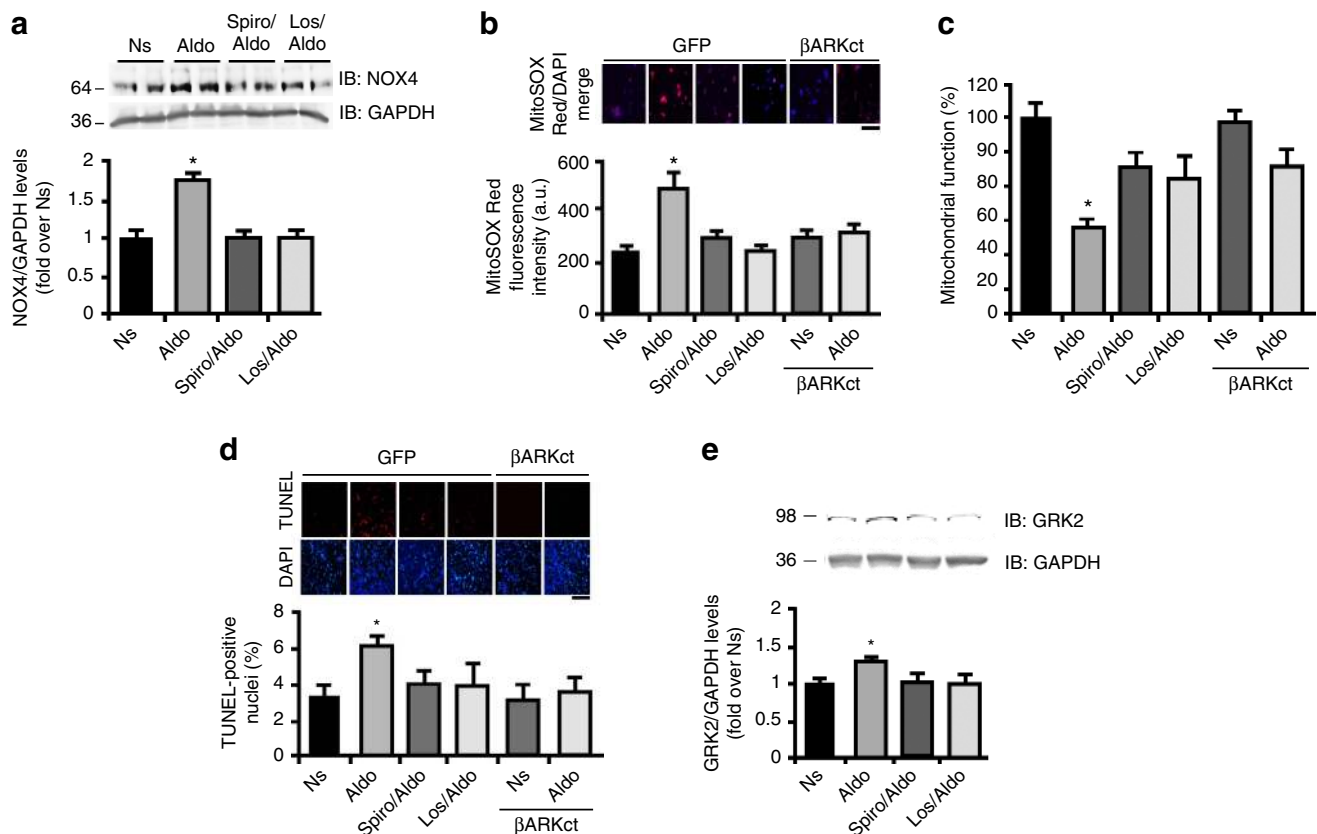 a
Ns Aldo Spiro/Aldo Los/Aldo
64 – IB: NOX4
36 – IB: GAPDH
NOX4/GAPDH levels (fold over Ns)
2
1.5
1
0.5
0
Ns Aldo Spiro/Aldo Los/Aldo
b
GFP βARKct
MitoSOX Red/DAPI merge
MitoSOX Red fluorescence intensity (a.u.)
600
400
200
0
Ns Aldo Spiro/Aldo Los/Aldo Ns Aldo
βARKct
*
*
c
Mitochondrial function (%)
120
100
80
60
40
20
0
*
Ns Aldo Spiro/Aldo Los/Aldo Ns Aldo
βARKct
d
GFP βARKct
TUNEL
DAPI
TUNEL-positive nuclei (%)
8
6
4
2
0
*
Ns Aldo Spiro/Aldo Los/Aldo Ns Aldo
βARKct
e
98 – IB: GRK2
36 – IB: GAPDH
GRK2/GAPDH levels (fold over Ns)
2
1.5
1
0.5
0
*
Ns Aldo Spiro/Aldo Los/Aldo